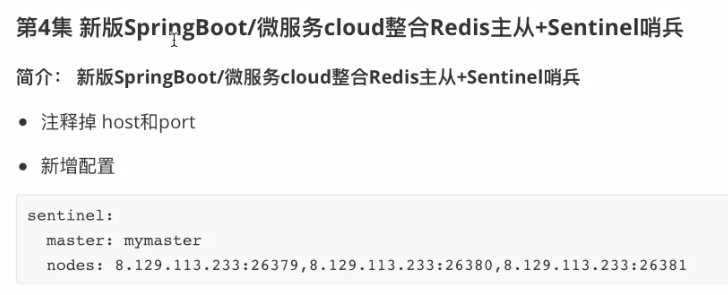 第4集 新版SpringBoot/微服务cloud整合Redis主从+Sentinel哨兵
简介： 新版SpringBoot/微服务cloud整合Redis主从+Sentinel哨兵
注释掉 host和port
新增配置
sentinel:
  master: mymaster
  nodes: 8.129.113.233:26379,8.129.113.233:26380,8.129.113.233:26381